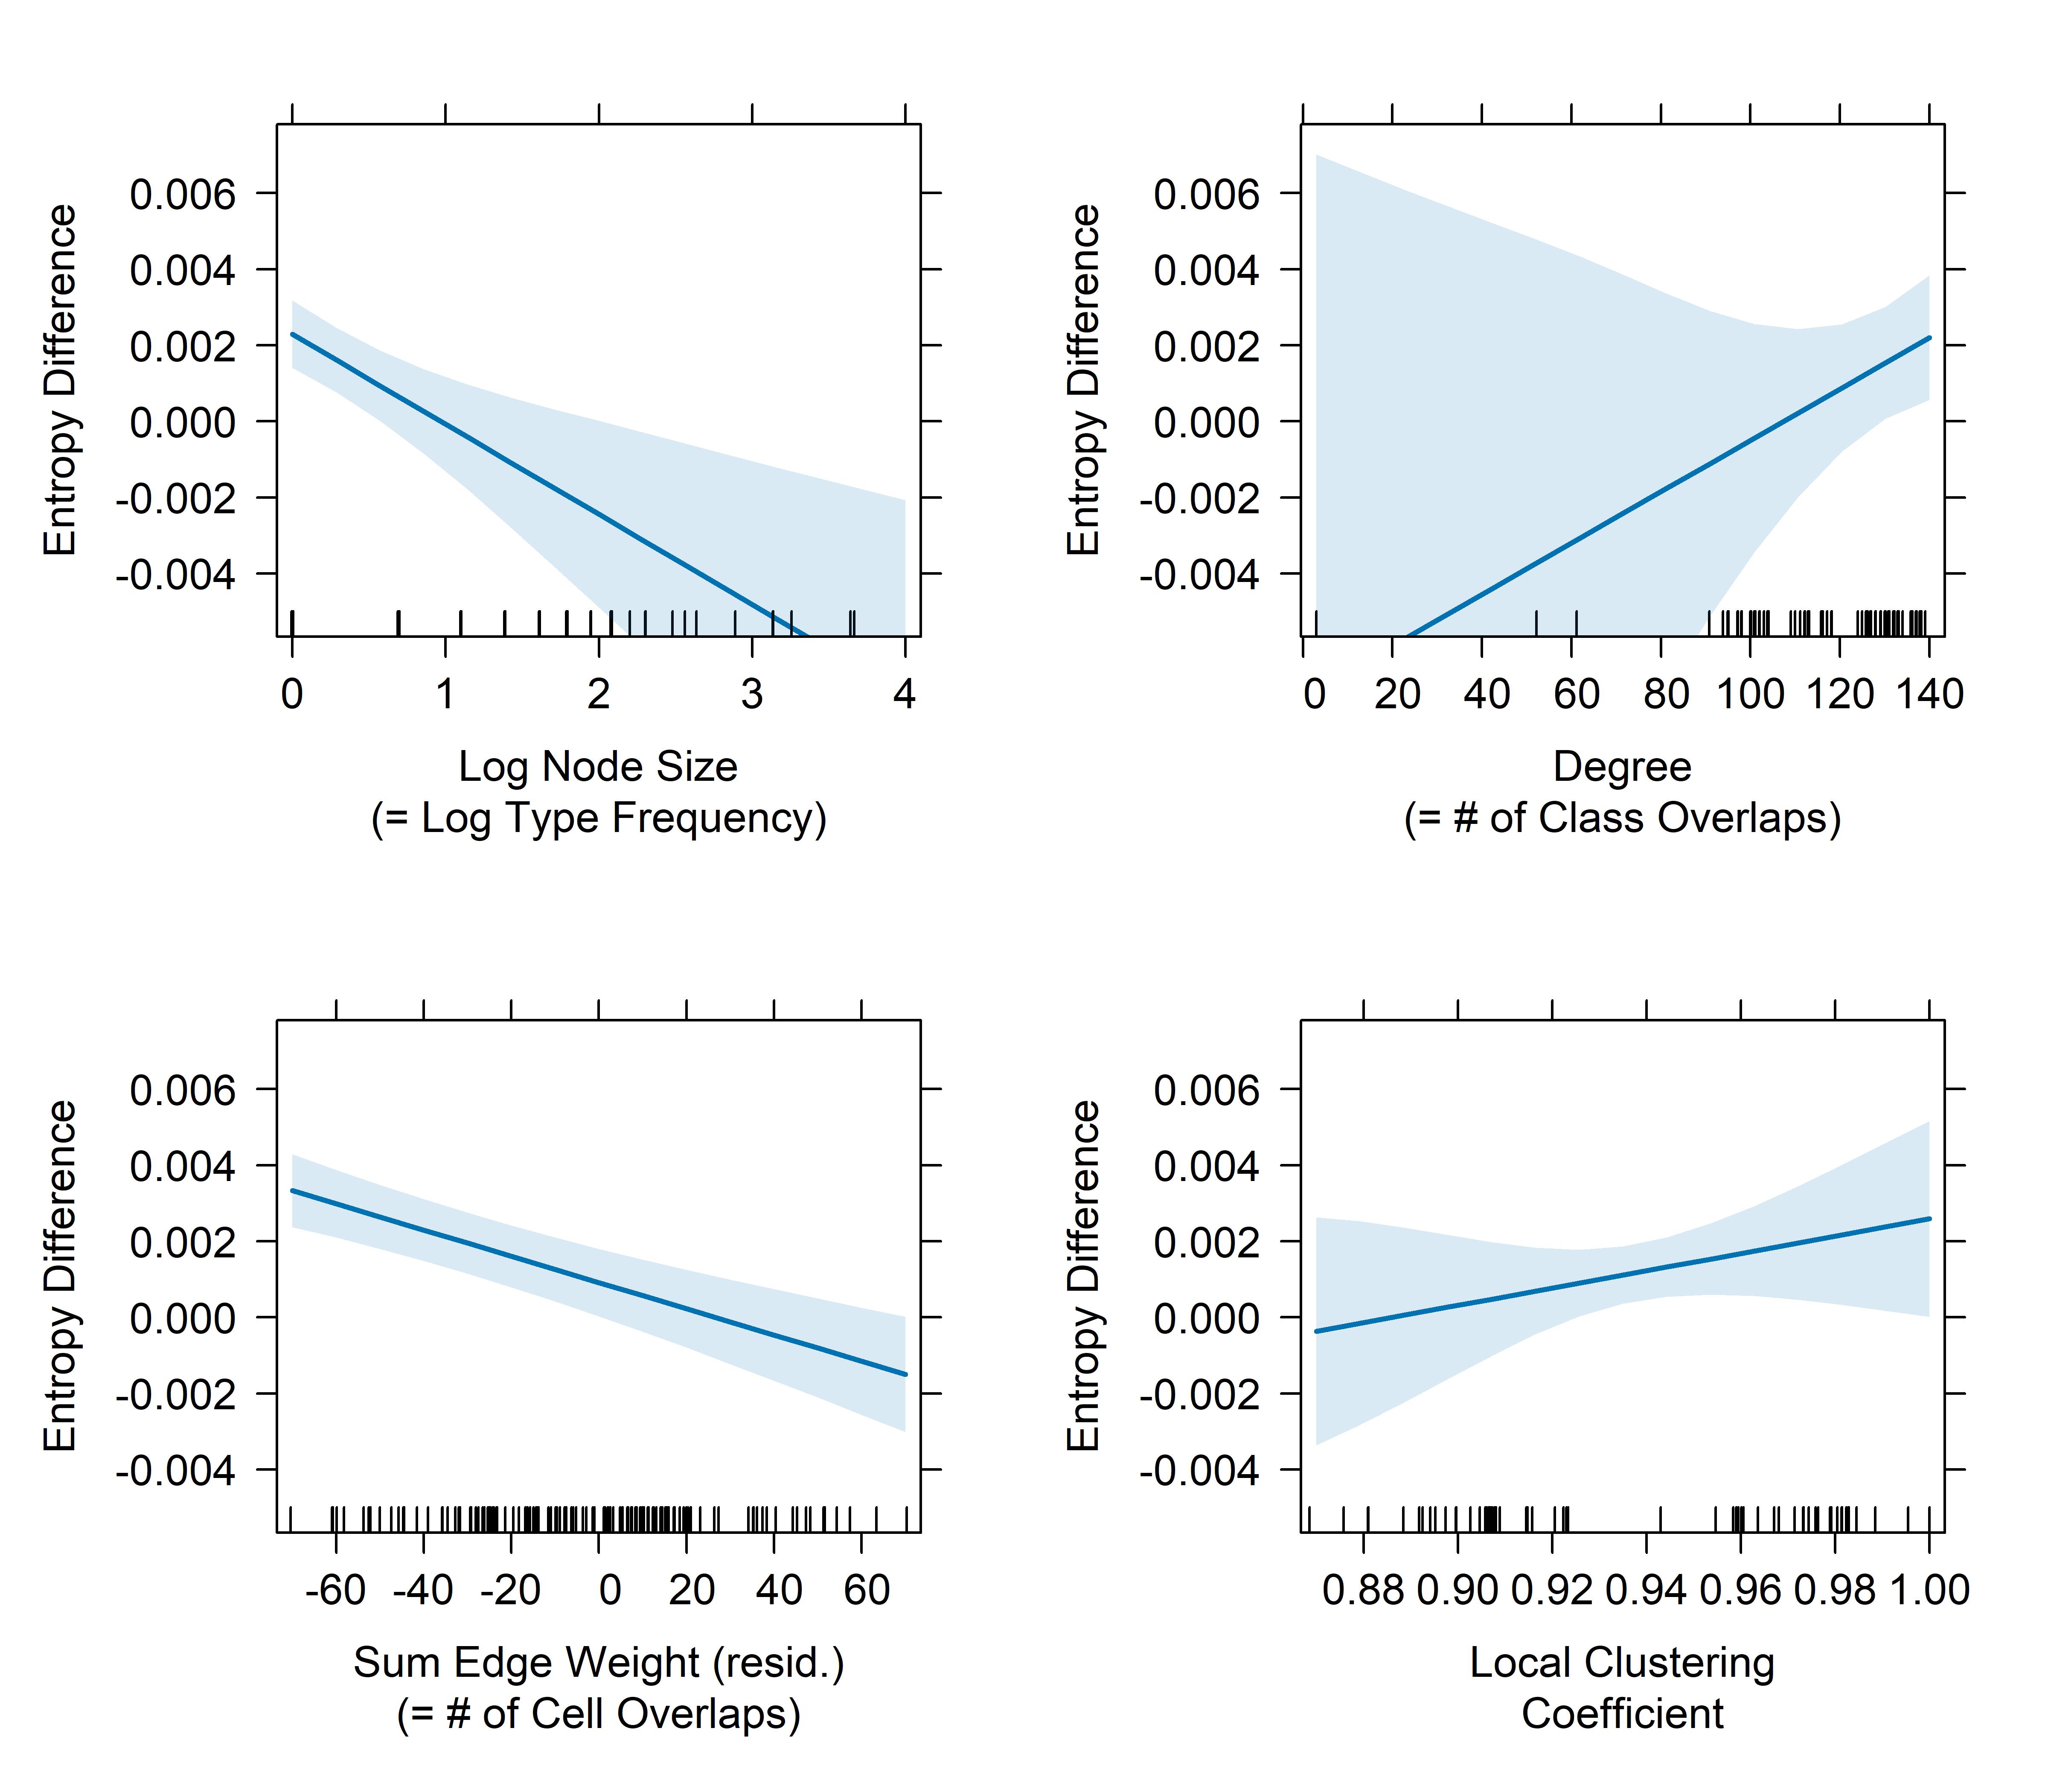 0.006
0.004
0.002
0.000
-0.002
-0.004
Entropy Difference
0 1 2 3 4
Log Node Size
(= Log Type Frequency)
0.006
0.004
0.002
0.000
-0.002
-0.004
Entropy Difference
0 20 40 60 80 100 120 140
Degree
(= # of Class Overlaps)
0.006
0.004
0.002
0.000
-0.002
-0.004
Entropy Difference
-60 -40 -20 0 20 40 60
Sum Edge Weight (resid.)
(= # of Cell Overlaps)
0.006
0.004
0.002
0.000
-0.002
-0.004
Entropy Difference
0.88 0.90 0.92 0.94 0.96 0.98 1.00
Local Clustering
Coefficient